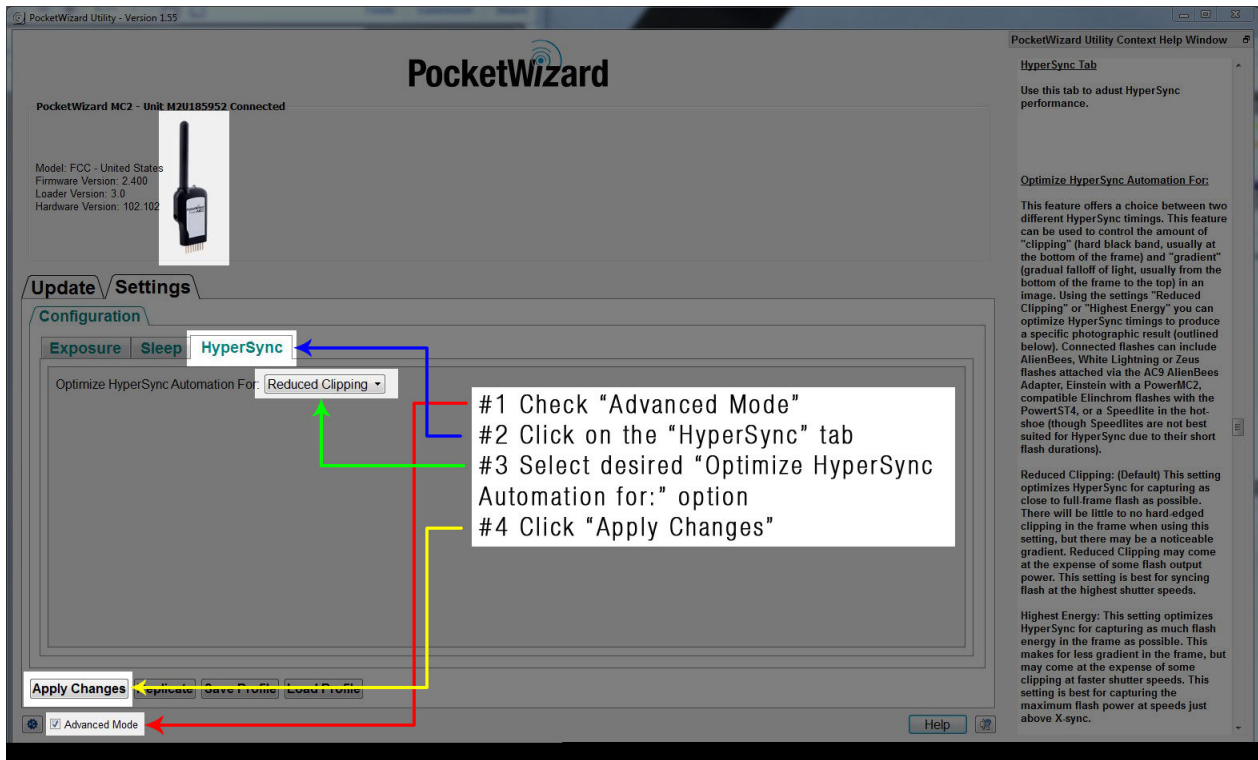 PocketWizard Utility - Version 1.55
PocketWizard
PocketWizard MC2 - Unit M2U185952 Connected
Model: FCC - United States
Firmware Version: 2.400
Loader Version: 3.0
Hardware Version: 102.102
Update
Settings
Configuration
Exposure
Sleep
HyperSync
Optimize HyperSync Automation For:
Reduced Clipping
#1 Check “Advanced Mode”
#2 Click on the “HyperSync” tab
#3 Select desired “Optimize HyperSync
Automation for:” option
#4 Click “Apply Changes”
Apply Changes
Replicate
Save Profile
Load Profile
Advanced Mode
Help
PocketWizard Utility Context Help Window
HyperSync Tab
Use this tab to adust HyperSync
performance.
Optimize HyperSync Automation For:
This feature offers a choice between two
different HyperSync timings. This feature
can be used to control the amount of
"clipping" (hard black band, usually at
the bottom of the frame) and "gradient"
(gradual falloff of light, usually from the
bottom of the frame to the top) in an
image. Using the settings "Reduced
Clipping" or "Highest Energy" you can
optimize HyperSync timings to produce
a specific photographic result (outlined
below). Connected flashes can include
AlienBees, White Lightning or Zeus
flashes attached via the AC9 AlienBees
Adapter, Einstein with a PowerMC2,
compatible Elinchrom flashes with the
PowertST4, or a Speedlite in the hot-
shoe (though Speedlites are not best
suited for HyperSync due to their short
flash durations).
Reduced Clipping: (Default) This setting
optimizes HyperSync for capturing as
close to full-frame flash as possible.
There will be little to no hard-edged
clipping in the frame when using this
setting, but there may be a noticeable
gradient. Reduced Clipping may come
at the expense of some flash output
power. This setting is best for syncing
flash at the highest shutter speeds.
Highest Energy: This setting optimizes
HyperSync for capturing as much flash
energy in the frame as possible. This
makes for less gradient in the frame, but
may come at the expense of some
clipping at faster shutter speeds. This
setting is best for capturing the
maximum flash power at speeds just
above X-sync.